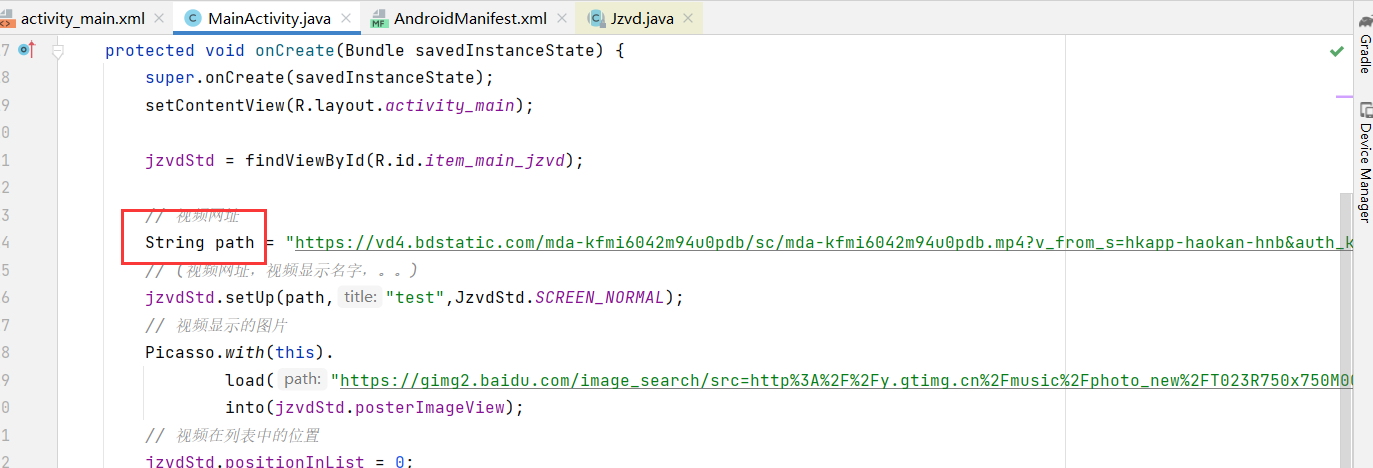 activity_main.xml MainActivity.java AndroidManifest.xml Jzvd.java
7 protected void onCreate(Bundle savedInstanceState) {
8 super.onCreate(savedInstanceState);
9 setContentView(R.layout.activity_main);
0
1 jzvdStd = findViewById(R.id.item_main_jzvd);
2
3 // 视频网址
4 String path = "https://vd4.bdstatic.com/mda-kfmi6042m94u0pdb/sc/mda-kfmi6042m94u0pdb.mp4?v_from_s=hkapp-haokan-hnb&auth_k
5 // (视频网址，视频显示名字，。。)
6 jzvdStd.setUp(path, title: "test",JzvdStd.SCREEN_NORMAL);
7 // 视频显示的图片
8 Picasso.with(this).
9 load( path: "https://gimg2.baidu.com/image_search/src=http%3A%2F%2Fy.gtimg.cn%2Fmusic%2Fphoto_new%2FT023R750x750M00
0 into(jzvdStd.posterImageView);
1 // 视频在列表中的位置
2 jzvdStd.positionInList = 0;
Gradle
Device Manager